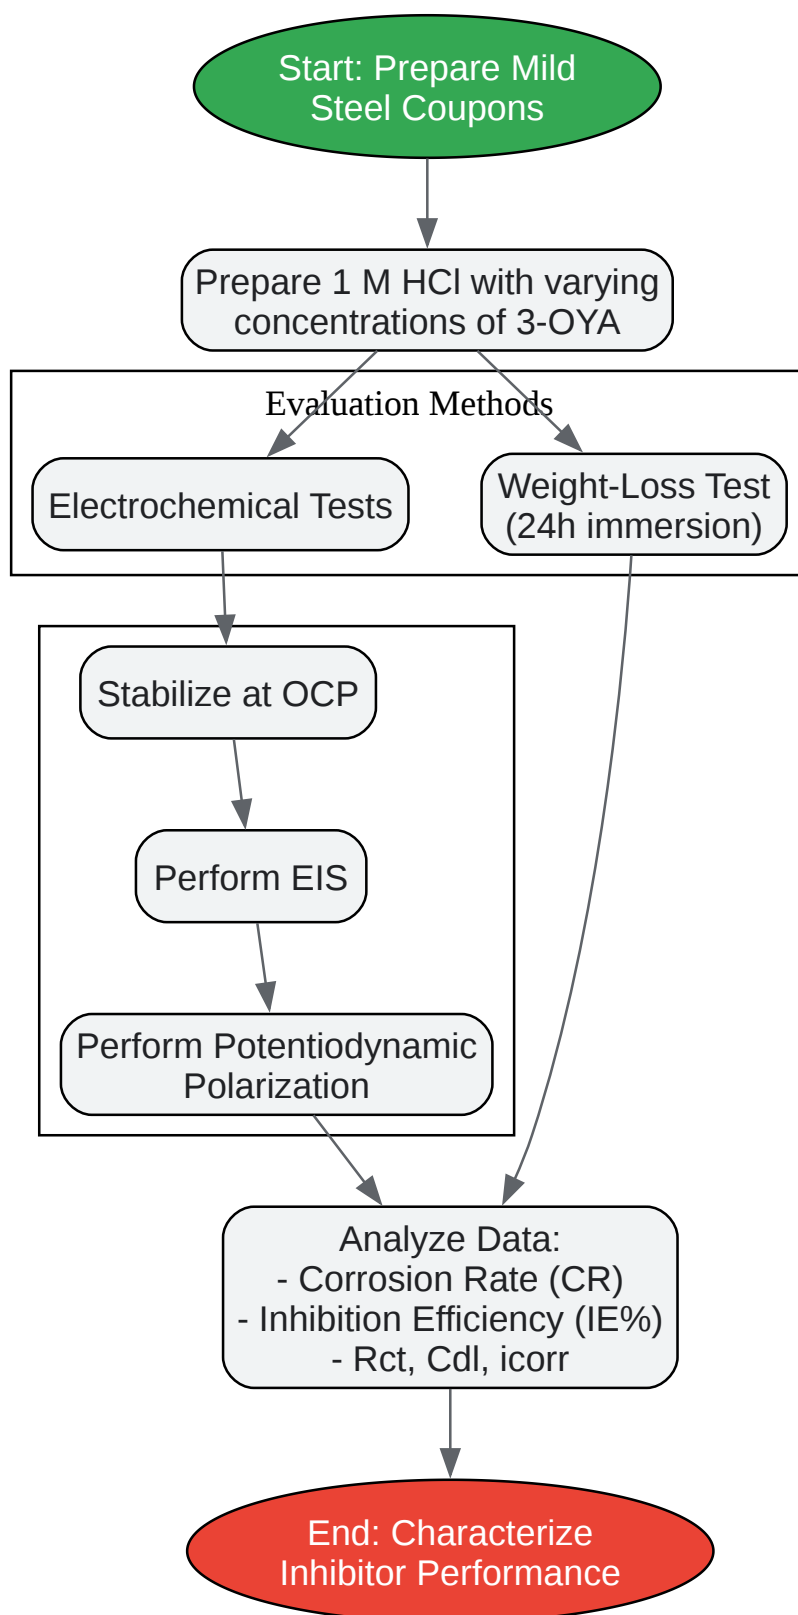 Start: Prepare Mild
Steel Coupons
Prepare 1 M HCl with varying
concentrations of 3-OYA
Evaluation Methods
Electrochemical Tests
Weight-Loss Test
(24h immersion)
Stabilize at OCP
Perform EIS
Perform Potentiodynamic
Polarization
Analyze Data:
- Corrosion Rate (CR)
- Inhibition Efficiency (IE%)
- Rct, Cdl, icorr
End: Characterize
Inhibitor Performance